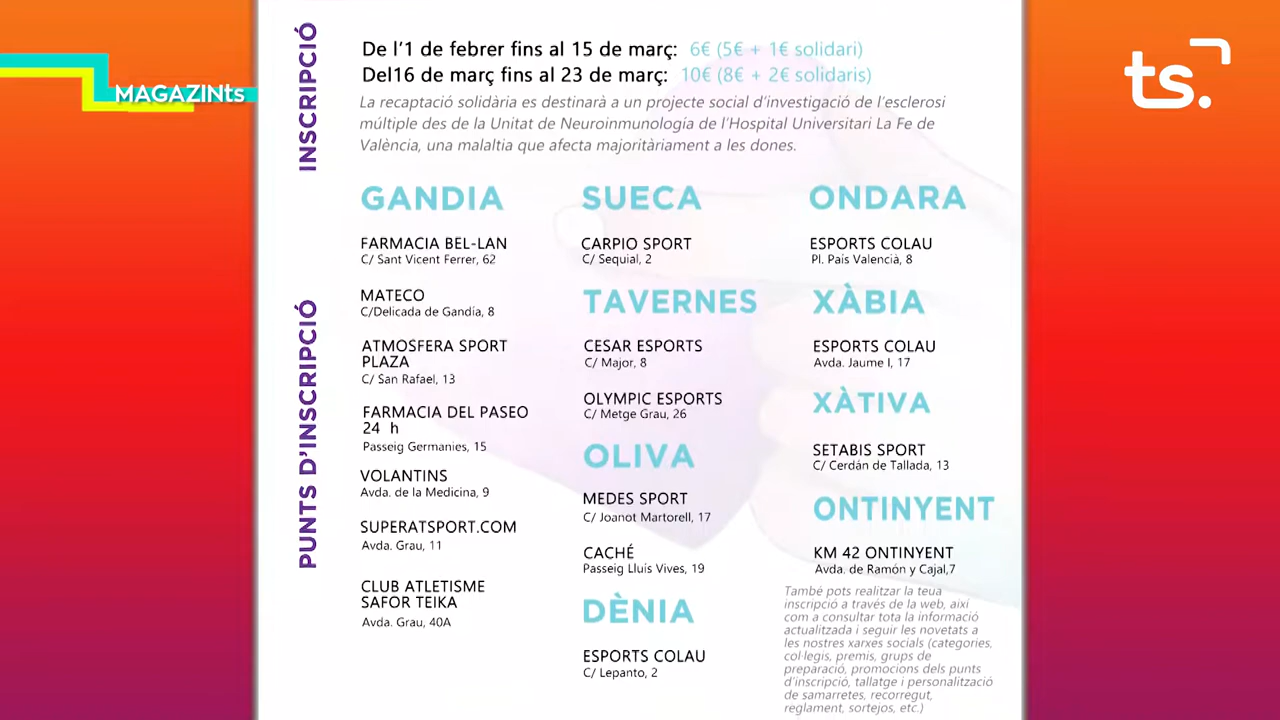 MAGAZINts
ts.
INSCRIPCIÓ
De l'1 de febrer fins al 15 de març: 6€ (5€ + 1€ solidari)
Del16 de març fins al 23 de març: 10€ (8€ + 2€ solidaris)
La recaptació solidària es destinarà a un projecte social d'investigació de l'esclerosi
múltiple des de la Unitat de Neuroinmunología de l'Hospital Universitari La Fe de
València, una malaltia que afecta majoritàriament a les dones.
PUNTS D'INSCRIPCIÓ
GANDIA
FARMACIA BEL-LAN
C/ Sant Vicent Ferrer, 62
MATECO
C/Delicada de Gandía, 8
ATMOSFERA SPORT
PLAZA
C/ San Rafael, 13
FARMACIA DEL PASEO
24 h
Passeig Germanies, 15
VOLANTINS
Avda. de la Medicina, 9
SUPERATSPORT.COM
Avda. Grau, 11
CLUB ATLETISME
SAFOR TEIKA
Avda. Grau, 40A
SUECA
CARPIO SPORT
C/ Sequial, 2
TAVERNES
CESAR ESPORTS
C/ Major, 8
OLYMPIC ESPORTS
C/ Metge Grau, 26
OLIVA
MEDES SPORT
C/ Joanot Martorell, 17
CACHÉ
Passeig Lluís Vives, 19
DÈNIA
ESPORTS COLAU
C/ Lepanto, 2
ONDARA
ESPORTS COLAU
Pl. País Valencià, 8
XÀBIA
ESPORTS COLAU
Avda. Jaume I, 17
XÀTIVA
SETABIS SPORT
C/ Cerdán de Tallada, 13
ONTINYENT
KM 42 ONTINYENT
Avda. de Ramón y Cajal,7
També pots realitzar la teua
inscripció a través de la web, així
com a consultar tota la informació
actualitzada i seguir les novetats a
les nostres xarxes socials (categories,
col·legis, premis, grups de
preparació, promocions dels punts
d'inscripció, tallatge i personalització
de samarretes, recorregut,
reglament, sortejos, etc.)